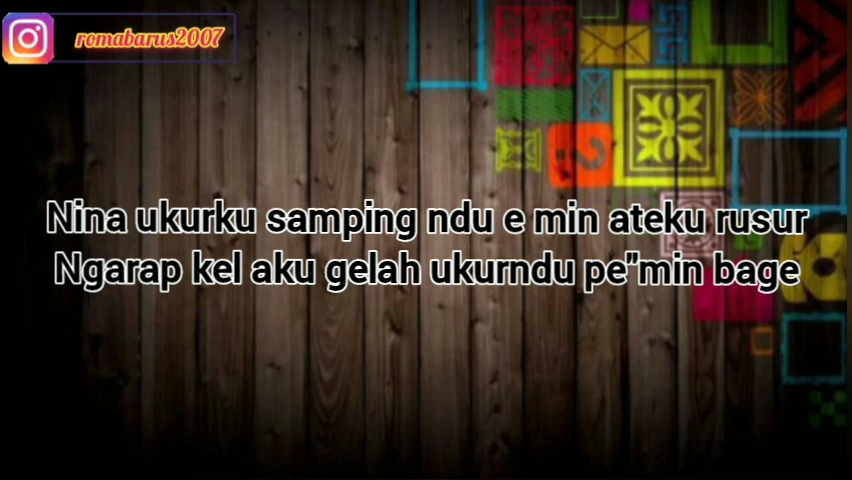 romabarus2007
Nina ukurku samping ndu e min ateku rusur
Ngarap kel aku gelah ukurndu pe"min bage